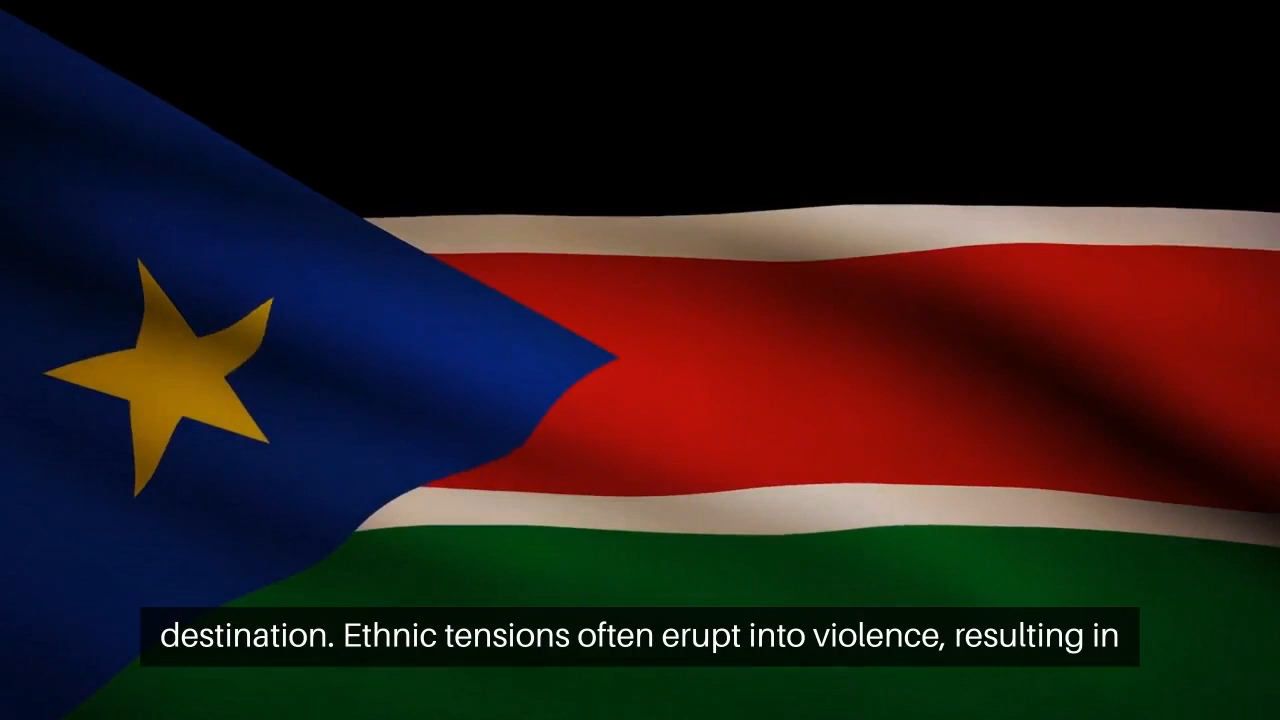 destination. Ethnic tensions often erupt into violence, resulting in